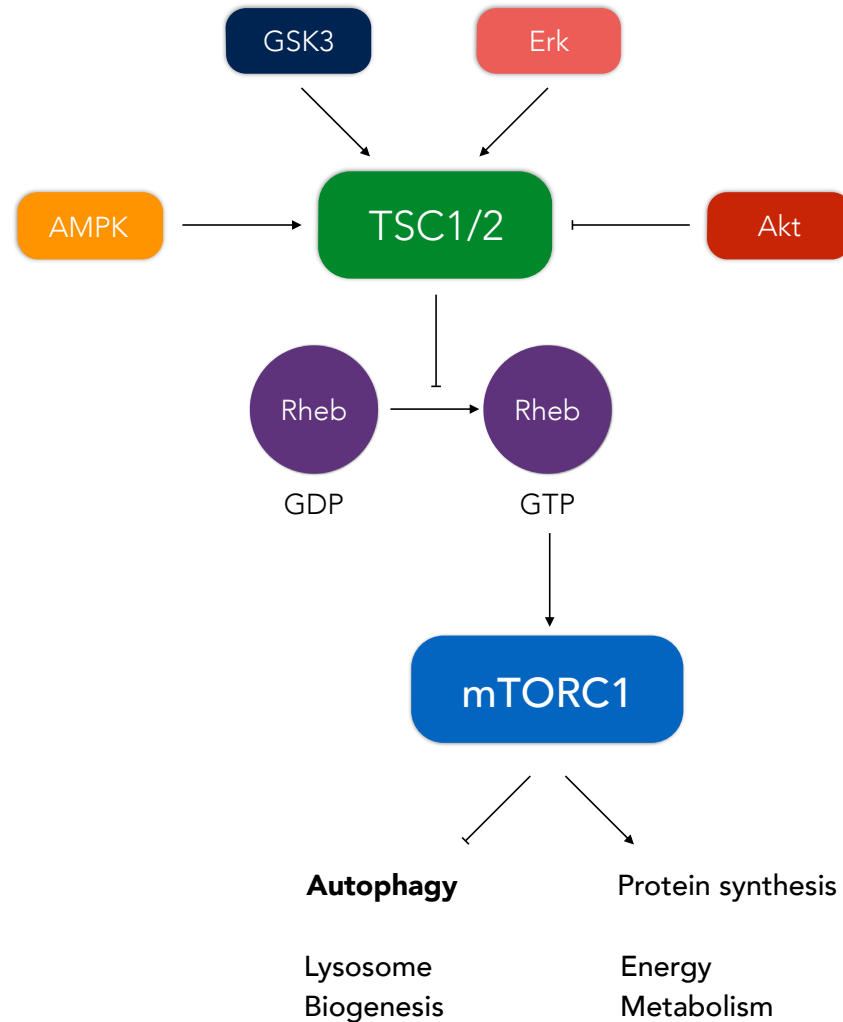 GSK3
Erk
AMPK
TSC1/2
Akt
Rheb
Rheb
GDP
GTP
mTORC1
Autophagy
Protein synthesis
Lysosome
Biogenesis
Energy
Metabolism